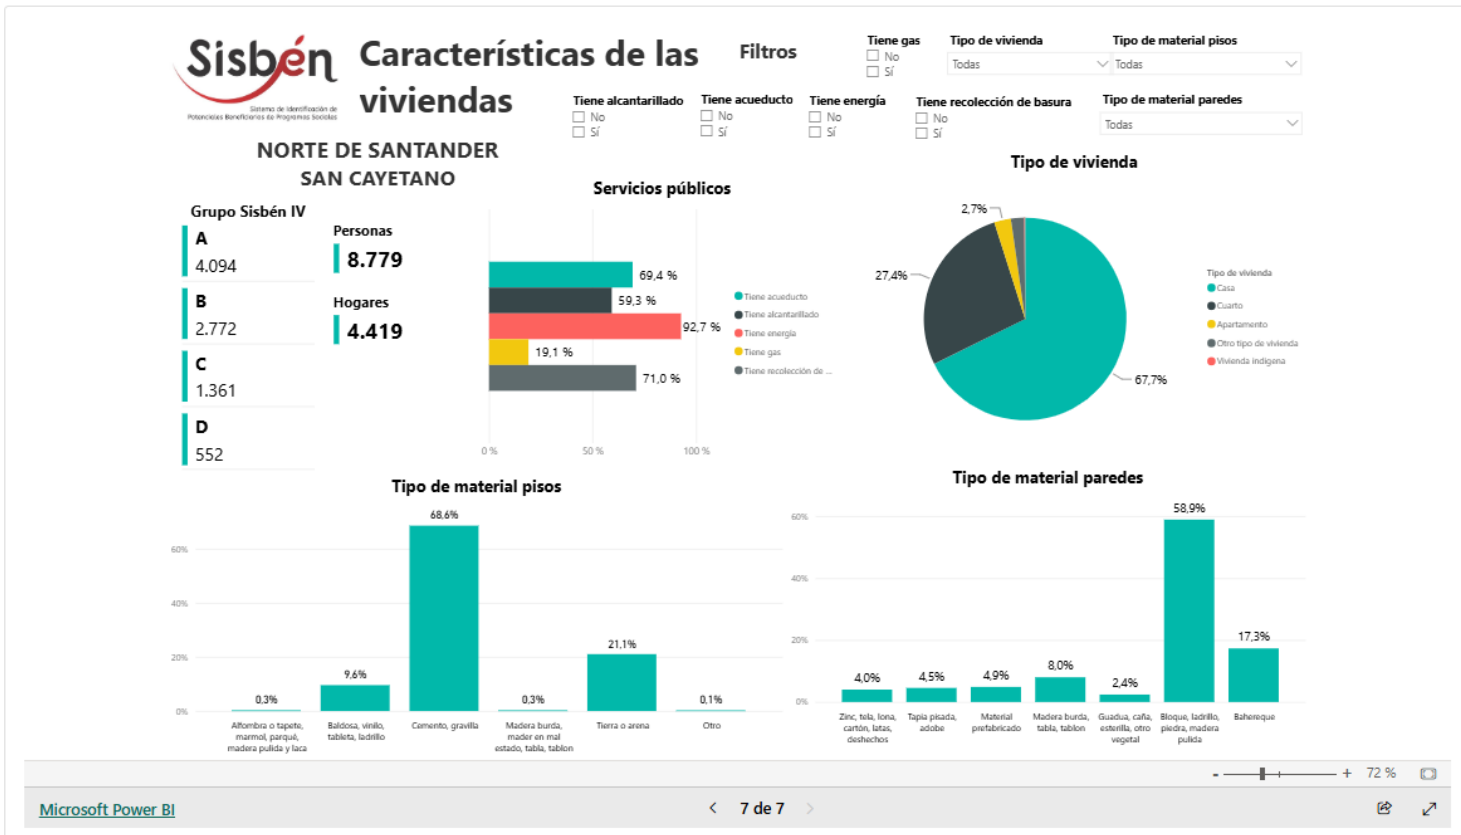 Sisbén
Sistema de Identificación de
Potenciales Beneficiarios de Programas Sociales
Características de las
viviendas
Filtros
Tiene gas
No
Sí
Tipo de vivienda
Todas
Tipo de material pisos
Todas
Tiene alcantarillado
No
Sí
Tiene acueducto
No
Sí
Tiene energía
No
Sí
Tiene recolección de basura
No
Sí
Tipo de material paredes
Todas
NORTE DE SANTANDER
SAN CAYETANO
Grupo Sisbén IV
A
4.094
B
2.772
C
1.361
D
552
Personas
8.779
Hogares
4.419
Servicios públicos
69,4 %
59,3 %
92,7 %
19,1 %
71,0 %
0 %
50 %
100 %
Tiene acueducto
Tiene alcantarillado
Tiene energía
Tiene gas
Tiene recolección de ...
Tipo de vivienda
2,7%
27,4%
67,7%
Tipo de vivienda
Casa
Cuarto
Apartamento
Otro tipo de vivienda
Vivienda indigena
Tipo de material pisos
60%
40%
20%
0%
0,3%
9,6%
68,6%
0,3%
21,1%
0,1%
Alfombra o tapete,
marmol, parqué,
madera pulida y laca
Baldosa, vinilo,
tableta, ladrillo
Cemento, gravilla
Madera burda,
mader en mal
estado, tabla, tablon
Tierra o arena
Otro
Tipo de material paredes
60%
40%
20%
0%
4,0%
4,5%
4,9%
8,0%
2,4%
58,9%
17,3%
Zinc, tela, lona,
cartón, latas,
deshechos
Tapia pisada,
adobe
Material
prefabricado
Madera burda,
tabla, tablon
Guadua, caña,
esterilla, otro
vegetal
Bloque, ladrillo,
piedra, madera
pulida
Bahereque
- + 72 %
Microsoft Power BI
7 de 7